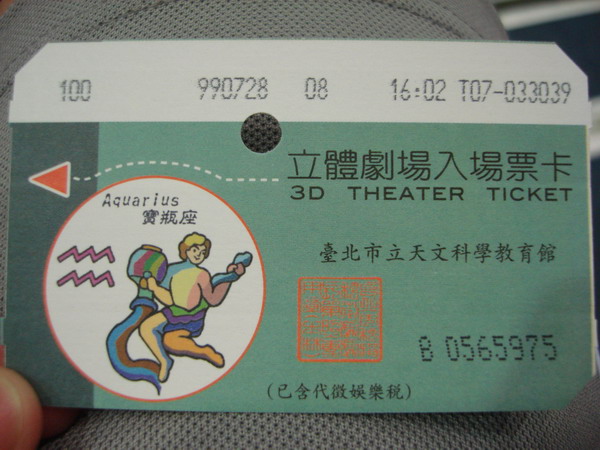 100 990728 08 16:02 T07-033039
立體劇場入場票卡
3D THEATER TICKET
Aquarius
寶瓶座
臺北市立天文科學教育館
B 0565975
(已含代徵娛樂稅)